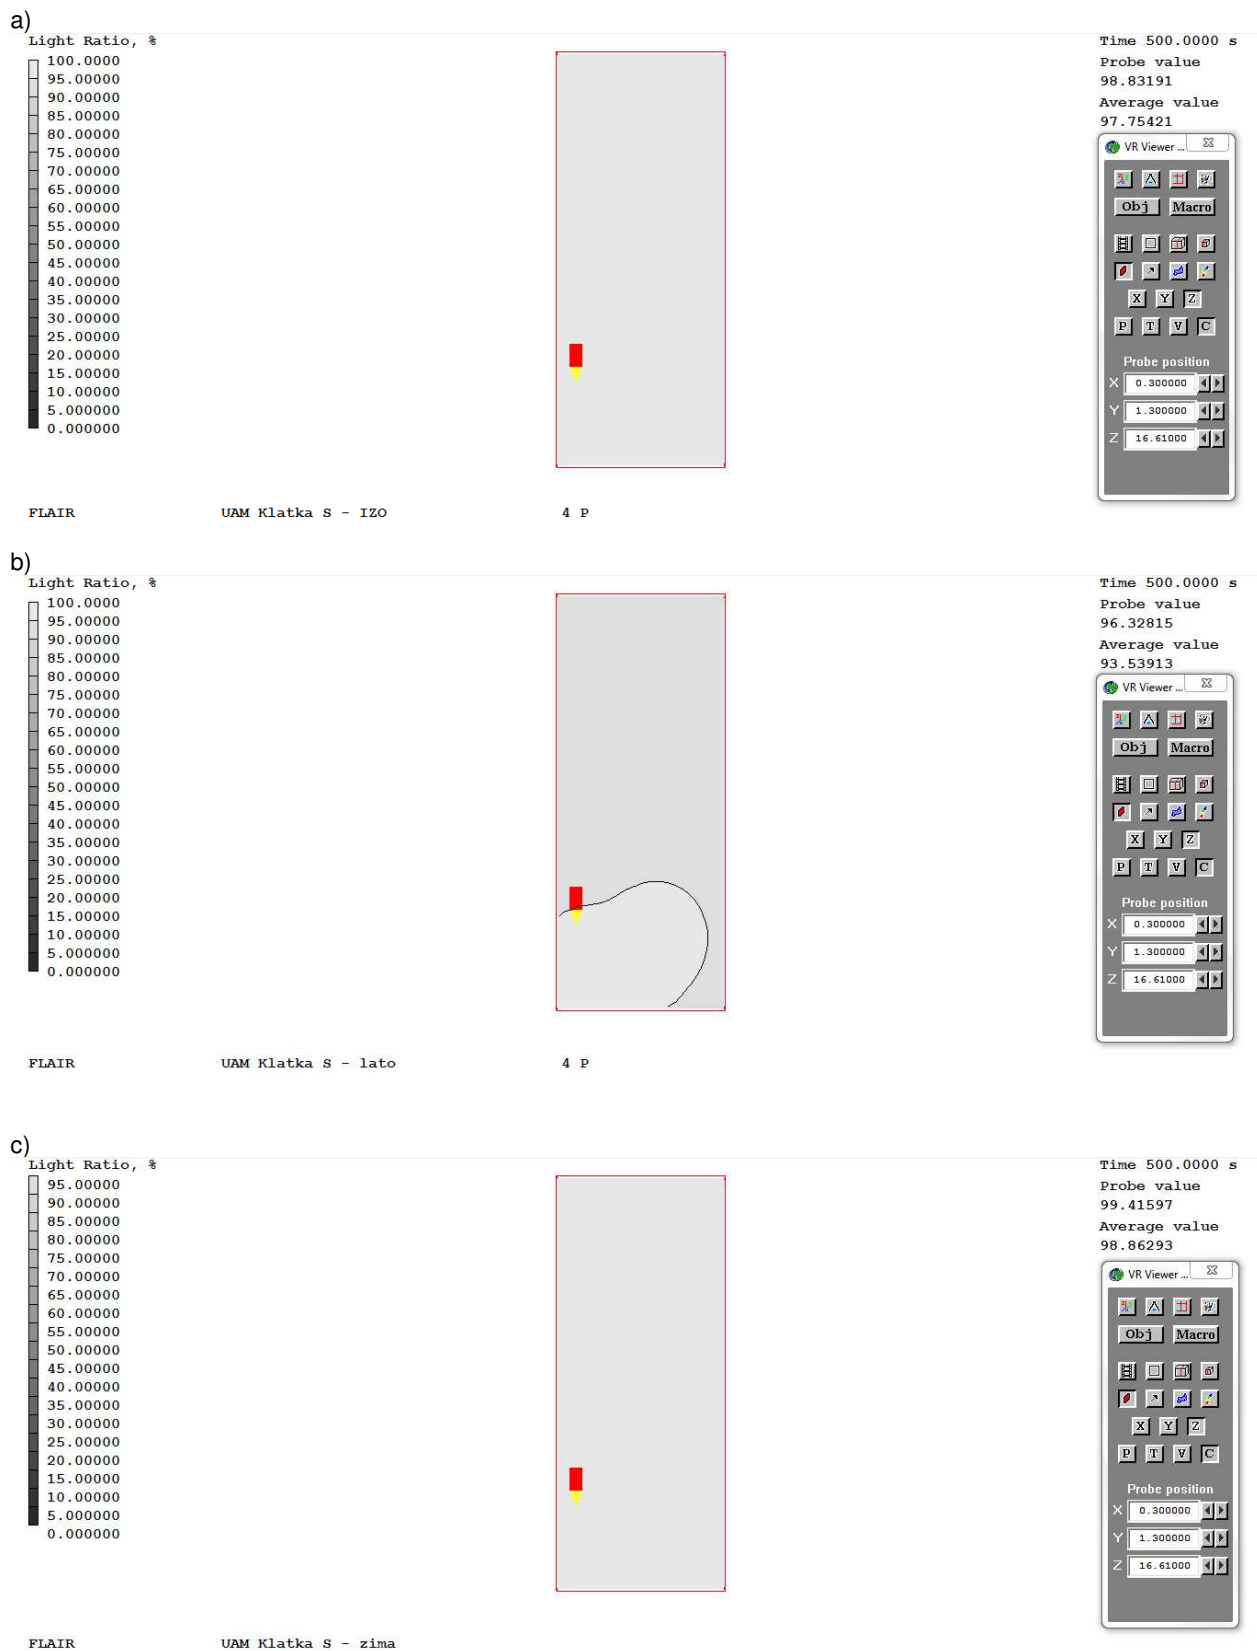 a)
Light Ratio, %
100.0000
95.00000
90.00000
85.00000
80.00000
75.00000
70.00000
65.00000
60.00000
55.00000
50.00000
45.00000
40.00000
35.00000
30.00000
25.00000
20.00000
15.00000
10.00000
5.000000
0.000000
Time 500.0000 s
Probe value
98.83191
Average value
97.75421
VR Viewer ...
Obj Macro
X Y Z
P T V C
Probe position
X 0.300000
Y 1.300000
Z 16.61000
FLAIR UAM Klatka S - IZO 4 P
b)
Light Ratio, %
100.0000
95.00000
90.00000
85.00000
80.00000
75.00000
70.00000
65.00000
60.00000
55.00000
50.00000
45.00000
40.00000
35.00000
30.00000
25.00000
20.00000
15.00000
10.00000
5.000000
0.000000
Time 500.0000 s
Probe value
96.32815
Average value
93.53913
VR Viewer ...
Obj Macro
X Y Z
P T V C
Probe position
X 0.300000
Y 1.300000
Z 16.61000
FLAIR UAM Klatka S - lato 4 P
c)
Light Ratio, %
95.00000
90.00000
85.00000
80.00000
75.00000
70.00000
65.00000
60.00000
55.00000
50.00000
45.00000
40.00000
35.00000
30.00000
25.00000
20.00000
15.00000
10.00000
5.000000
0.000000
Time 500.0000 s
Probe value
99.41597
Average value
98.86293
VR Viewer ...
Obj Macro
X Y Z
P T V C
Probe position
X 0.300000
Y 1.300000
Z 16.61000
FLAIR UAM Klatka S - zima